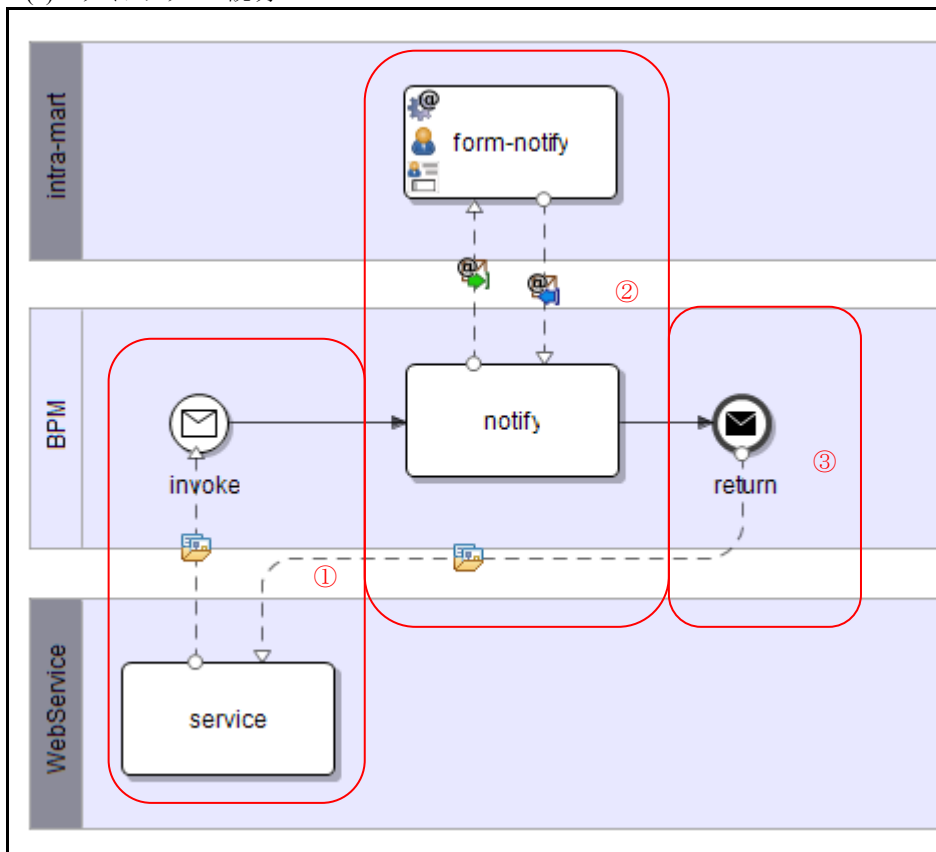 intra-mart
form-notify
②
BPM
invoke
notify
return
③
①
WebService
service